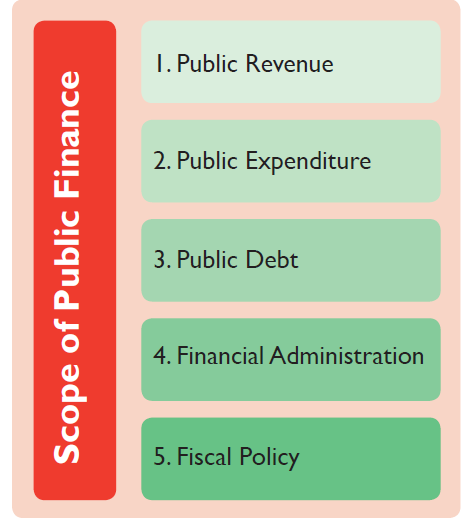 Scope of Public Finance
1. Public Revenue
2. Public Expenditure
3. Public Debt
4. Financial Administration
5. Fiscal Policy